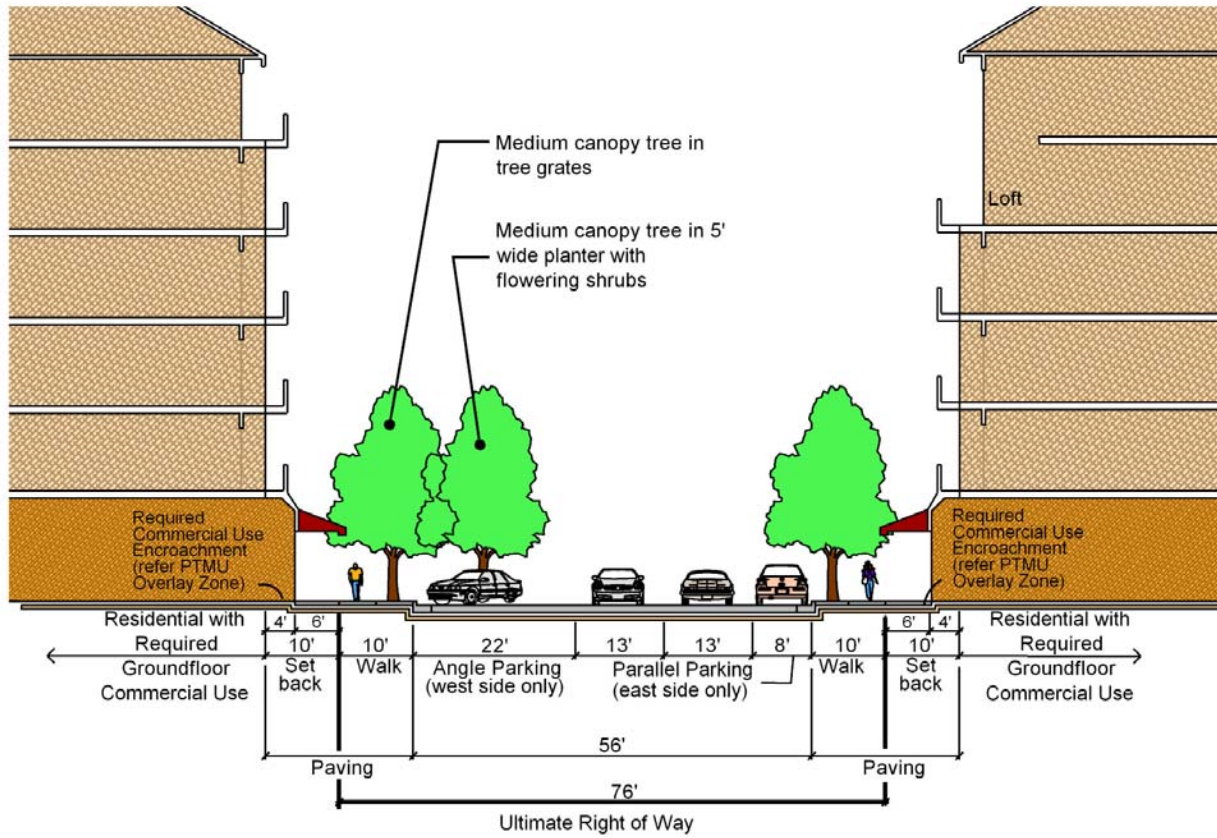 Medium canopy tree in
tree grates
Medium canopy tree in 5'
wide planter with
flowering shrubs
Loft
Required
Commercial Use
Encroachment
(refer PTMU
Overlay Zone)
Required
Commercial Use
Encroachment
(refer PTMU
Overlay Zone)
Residential with
Required
Groundfloor
Commercial Use
4' 6'
10' 10' 22' 13' 13' 8' 10' 10'
6' 4'
Set
back
Walk
Angle Parking
(west side only)
Parallel Parking
(east side only)
Walk
Set
back
Residential with
Required
Groundfloor
Commercial Use
56'
Paving
Paving
76'
Ultimate Right of Way